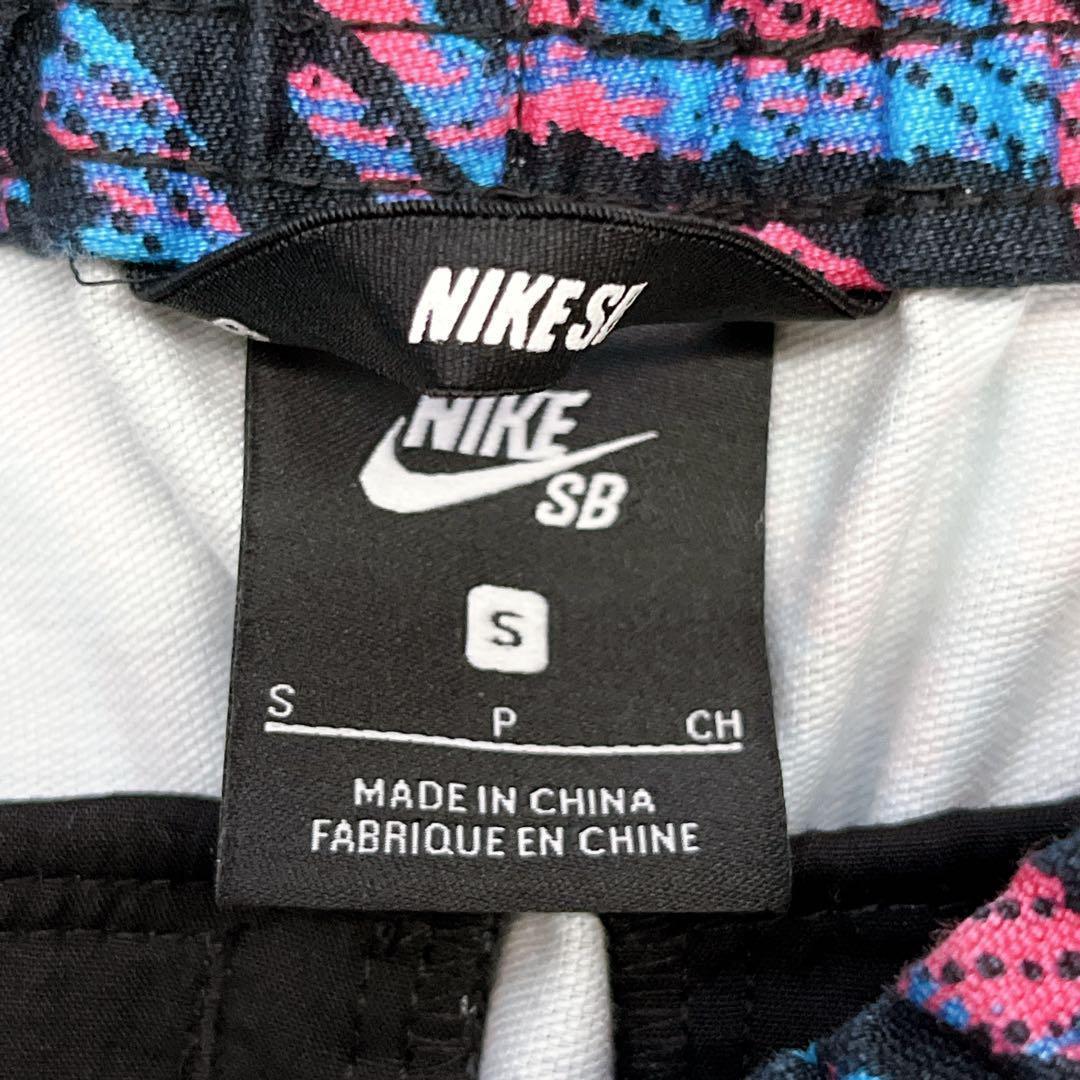 NIKE SB
NIKE
SB
S
S P CH
MADE IN CHINA
FABRIQUE EN CHINE